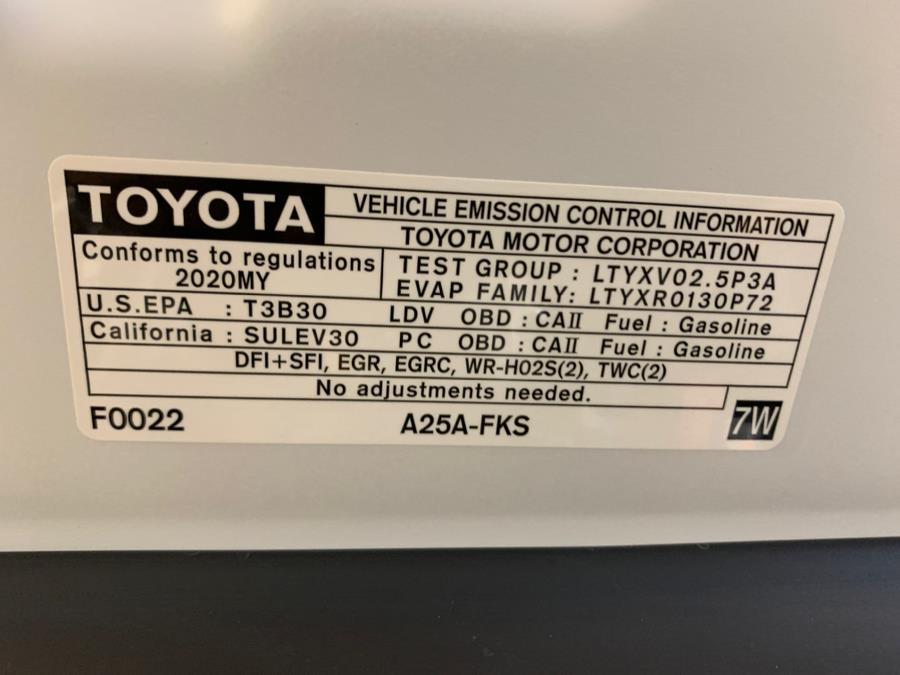 TOYOTA
VEHICLE EMISSION CONTROL INFORMATION
TOYOTA MOTOR CORPORATION
Conforms to regulations
2020MY
TEST GROUP : LTYXV02.5P3A
EVAP FAMILY: LTYXR0130P72
U.S.EPA : T3B30 LDV OBD : CAII Fuel : Gasoline
California : SULEV30 PC OBD : CAII Fuel : Gasoline
DFI+SFI, EGR, EGRC, WR-HO2S(2), TWC(2)
No adjustments needed.
F0022 A25A-FKS 7W